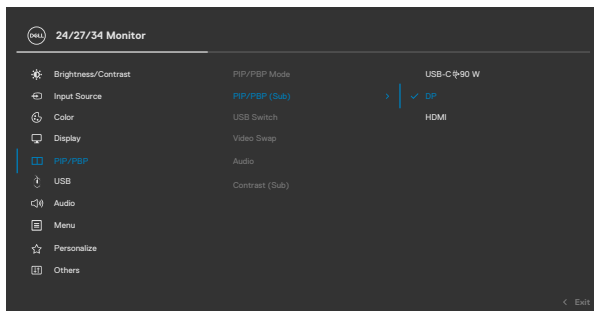 DELL 24/27/34 Monitor
Brightness/Contrast PIP/PBP Mode USB-C 90 W
Input Source PIP/PBP (Sub) DP
Color USB Switch HDMI
Display Video Swap
PIP/PBP Audio
USB Contrast (Sub)
Audio
Menu
Personalize
Others
Exit